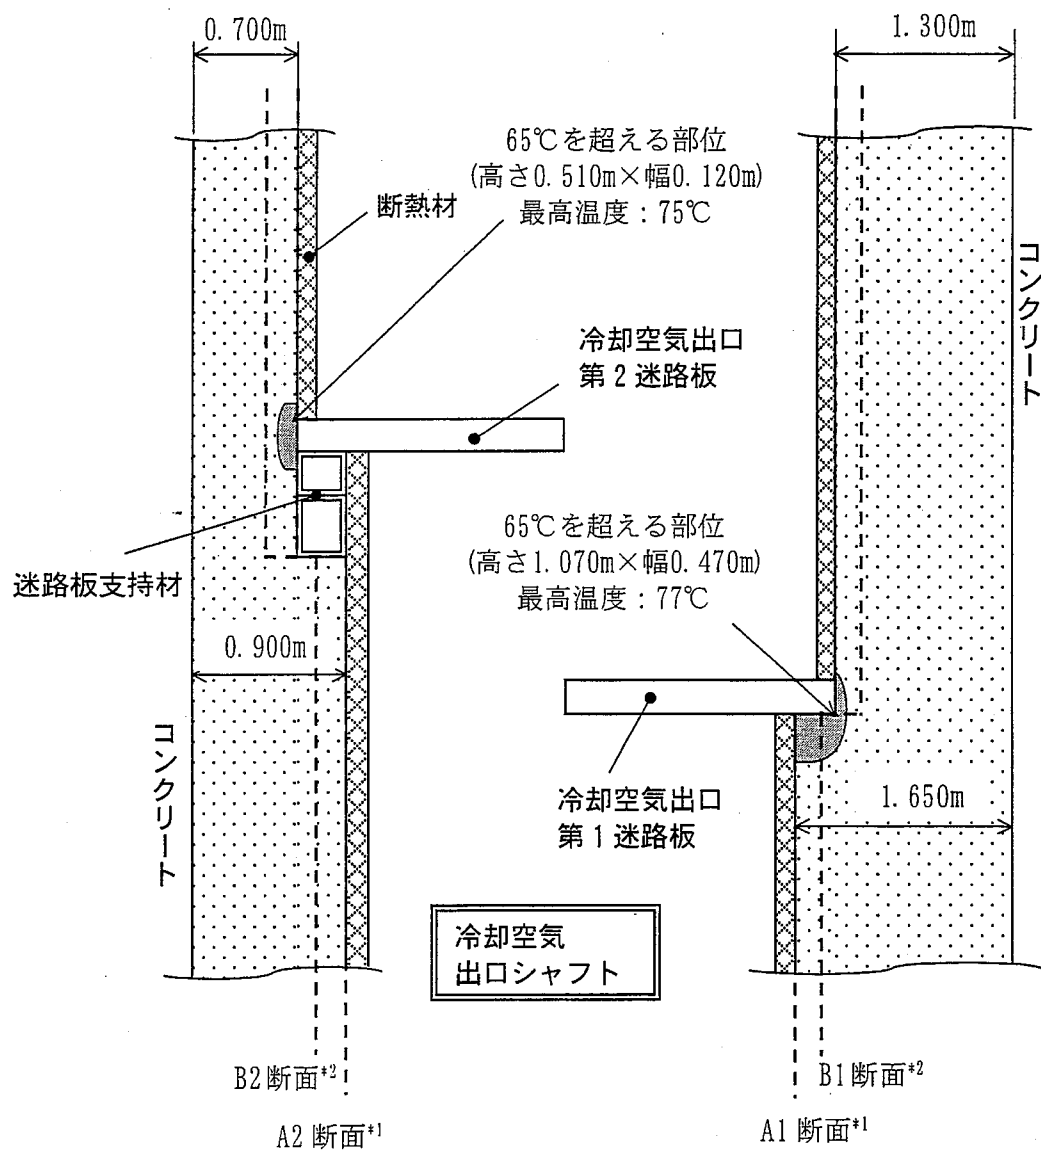 0.700m
1.300m
65℃を超える部位
(高さ0.510m×幅0.120m)
最高温度：75℃
断熱材
コンクリート
冷却空気出口
第２迷路板
65℃を超える部位
(高さ1.070m×幅0.470m)
最高温度：77℃
迷路板支持材
0.900m
コンクリート
冷却空気出口
第１迷路板
1.650m
冷却空気
出口シャフト
B2断面*2
B1断面*2
A2断面*1
A1断面*1